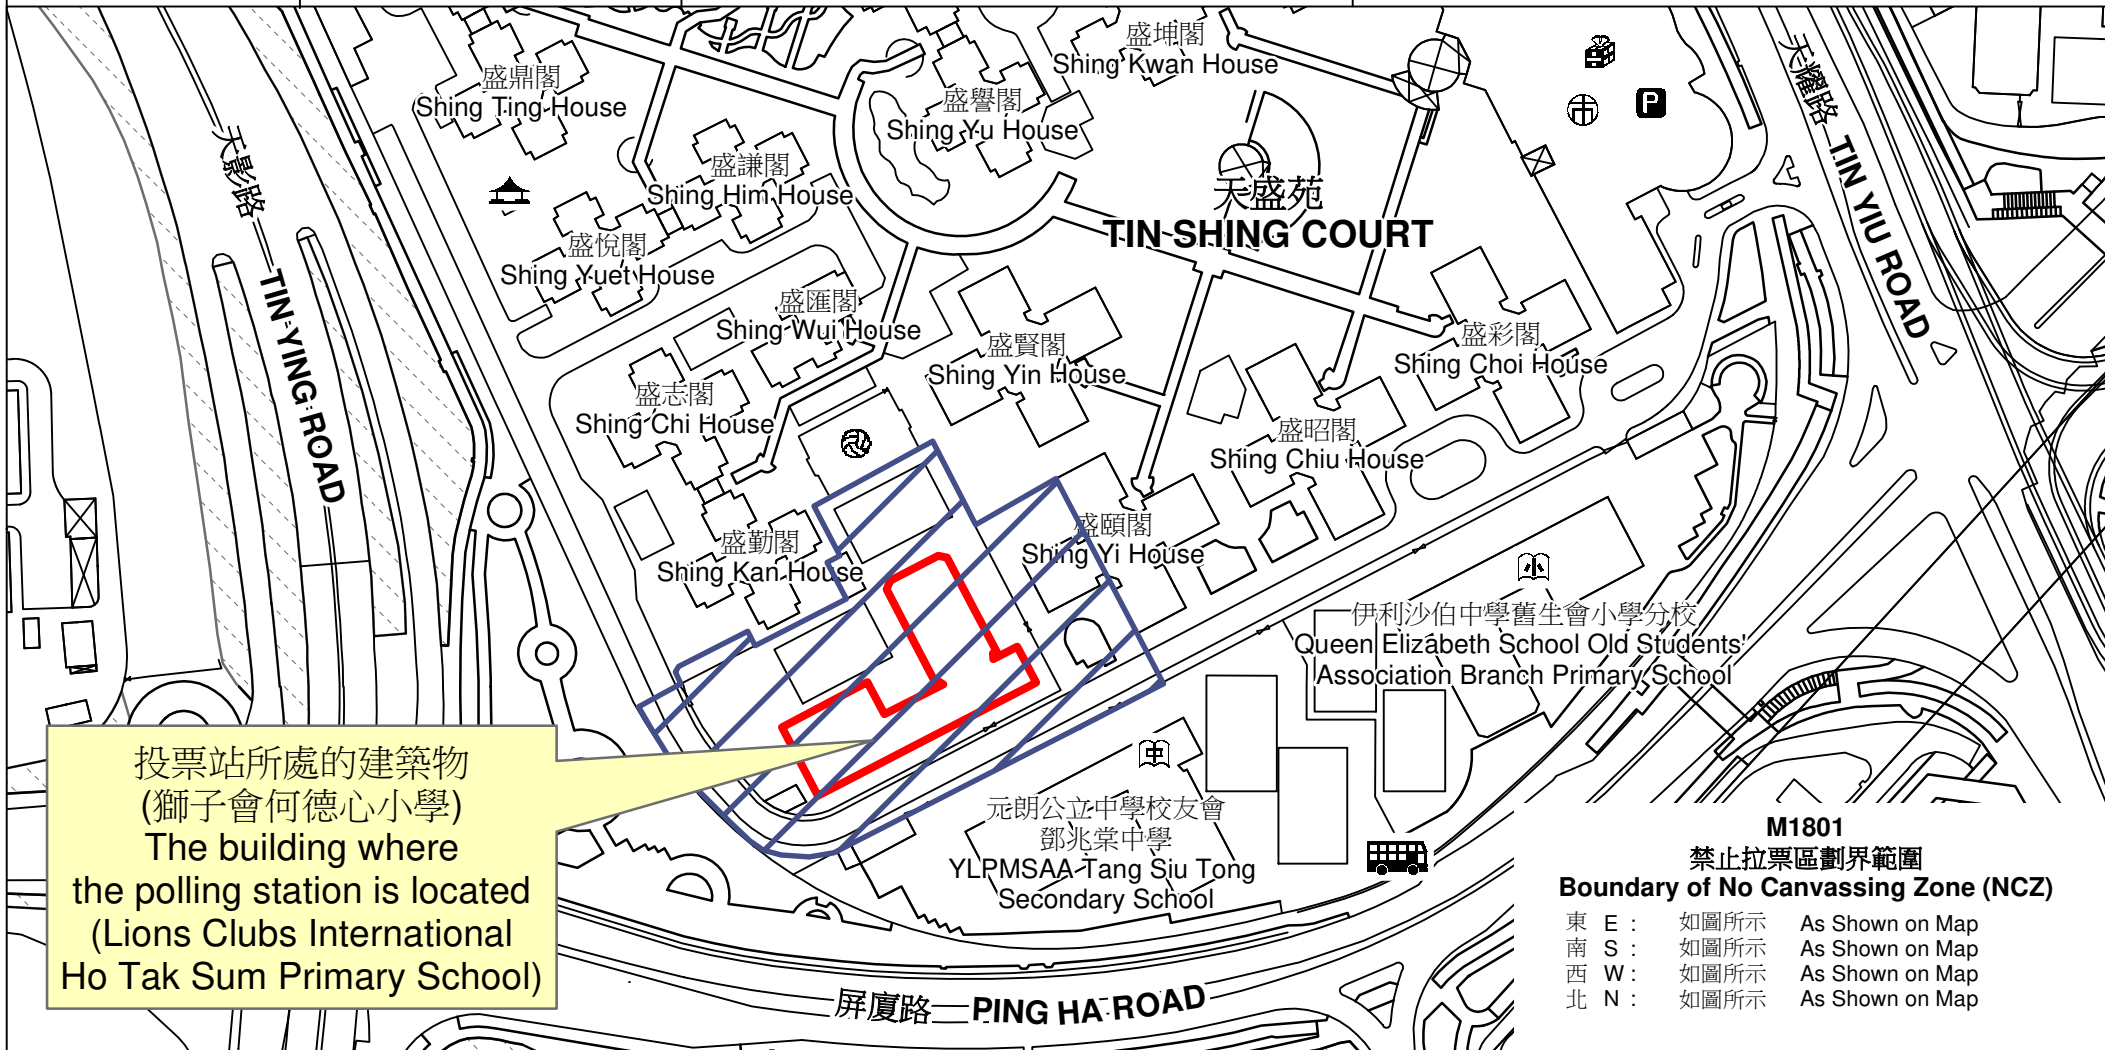 盛坤閣
Shing Kwan House
盛鼎閣
Shing Ting House
盛譽閣
Shing Yu House
P
天耀路 TIN YIU ROAD
天影路 TIN YING ROAD
盛謙閣
Shing Him House
天盛苑
TIN SHING COURT
盛悅閣
Shing Yuet House
盛匯閣
Shing Wui House
盛賢閣
Shing Yin House
盛彩閣
Shing Choi House
盛志閣
Shing Chi House
盛昭閣
Shing Chiu House
盛頤閣
Shing Yi House
盛勤閣
Shing Kan House
小
伊利沙伯中學舊生會小學分校
Queen Elizabeth School Old Students'
Association Branch Primary School
中
元朗公立中學校友會
鄧兆棠中學
YLPMSAA Tang Siu Tong
Secondary School
投票站所處的建築物
(獅子會何德心小學)
The building where
the polling station is located
(Lions Clubs International
Ho Tak Sum Primary School)
屏廈路 PING HA ROAD
M1801
禁止拉票區劃界範圍
Boundary of No Canvassing Zone (NCZ)
東 E : 如圖所示 As Shown on Map
南 S : 如圖所示 As Shown on Map
西 W : 如圖所示 As Shown on Map
北 N : 如圖所示 As Shown on Map